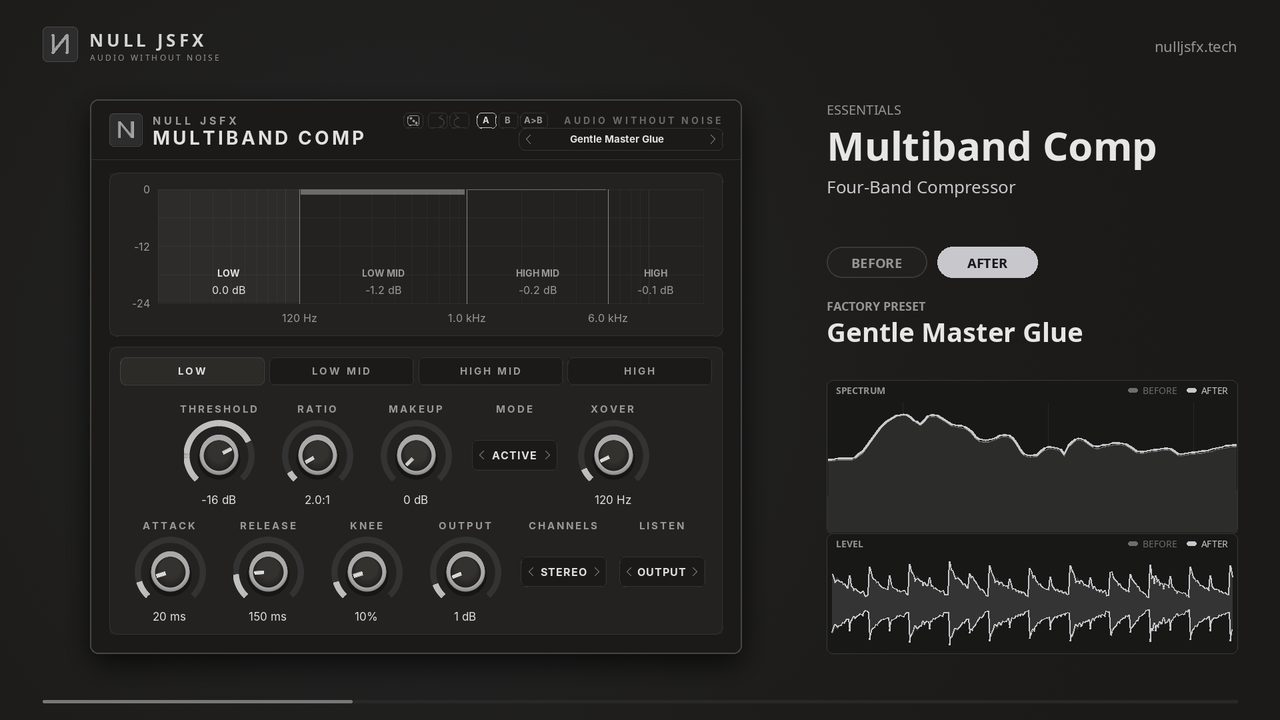 NULL JSFX
AUDIO WITHOUT NOISE
nulljsfx.tech
NULL JSFX
MULTIBAND COMP
A B A>B AUDIO WITHOUT NOISE
Gentle Master Glue
0
-12
-24
LOW LOW MID HIGH MID HIGH
0.0 dB -1.2 dB -0.2 dB -0.1 dB
120 Hz 1.0 kHz 6.0 kHz
LOW LOW MID HIGH MID HIGH
THRESHOLD RATIO MAKEUP MODE XOVER
ACTIVE
-16 dB 2.0:1 0 dB 120 Hz
ATTACK RELEASE KNEE OUTPUT CHANNELS LISTEN
STEREO OUTPUT
20 ms 150 ms 10% 1 dB
ESSENTIALS
Multiband Comp
Four-Band Compressor
BEFORE AFTER
FACTORY PRESET
Gentle Master Glue
SPECTRUM BEFORE AFTER
LEVEL BEFORE AFTER